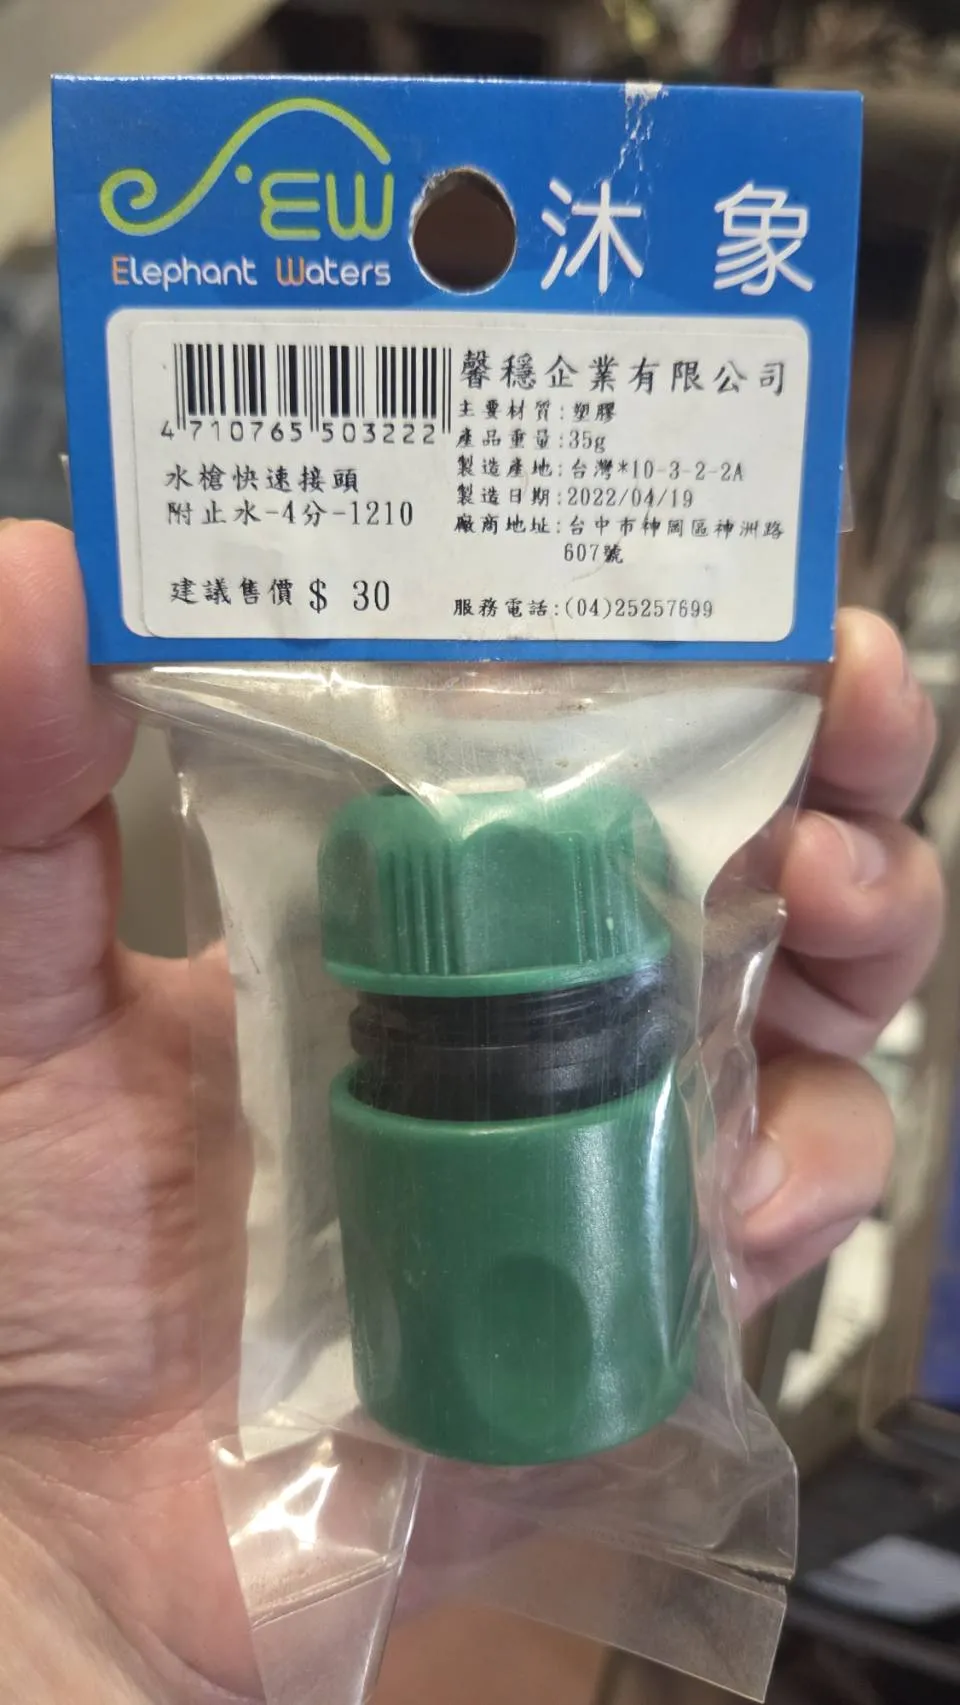 EW
Elephant Waters
沐象
4710765503222
水槍快速接頭
附止水-4分-1210
建議售價$ 30
馨穩企業有限公司
主要材質:塑膠
產品重量:35g
製造產地:台灣*10-3-2-2A
製造日期:2022/04/19
廠商地址:台中市神岡區神洲路
607號
服務電話:(04)25257699